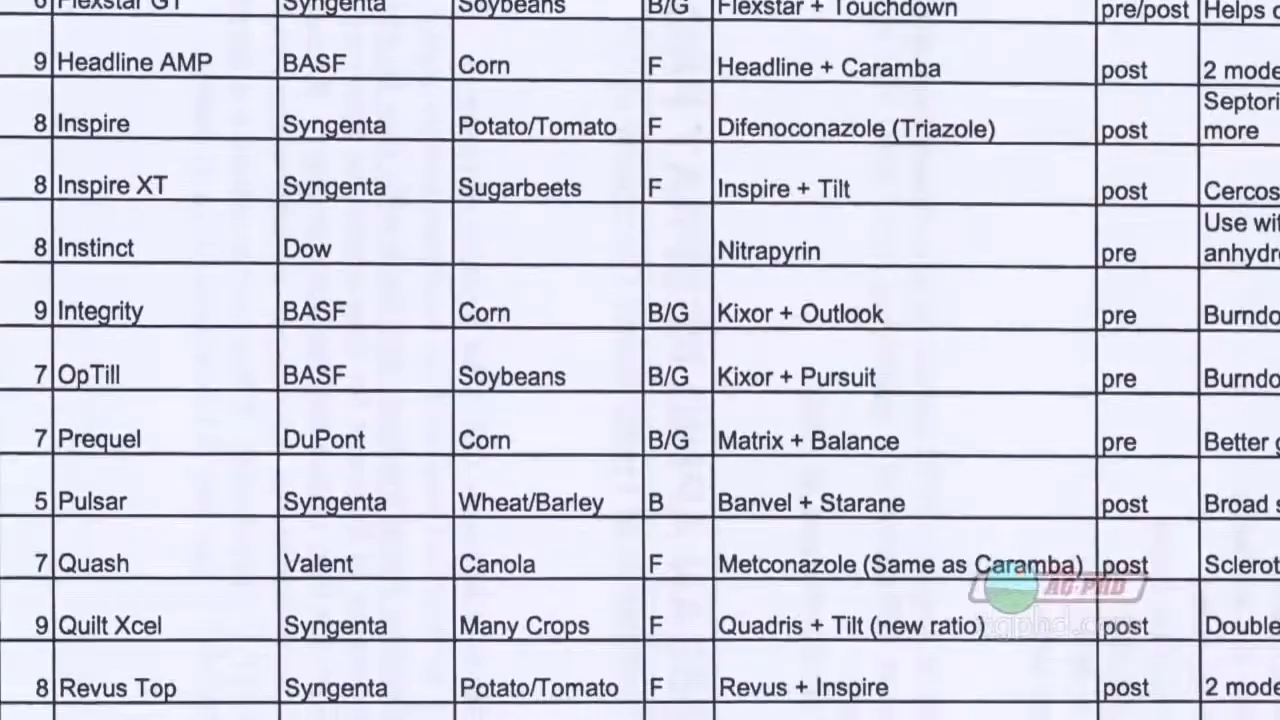 6 Flexstar GT Syngenta Soybeans B/G Flexstar + Touchdown pre/post Helps
9 Headline AMP BASF Corn F Headline + Caramba post 2 mode
8 Inspire Syngenta Potato/Tomato F Difenoconazole (Triazole) post Septori
more
8 Inspire XT Syngenta Sugarbeets F Inspire + Tilt post Cercos
8 Instinct Dow Nitrapyrin pre Use wit
anhydr
9 Integrity BASF Corn B/G Kixor + Outlook pre Burndo
7 OpTill BASF Soybeans B/G Kixor + Pursuit pre Burndo
7 Prequel DuPont Corn B/G Matrix + Balance pre Better
5 Pulsar Syngenta Wheat/Barley B Banvel + Starane post Broad
7 Quash Valent Canola F Metconazole (Same as Caramba) post Sclerot
AG·PHD
9 Quilt Xcel Syngenta Many Crops F Quadris + Tilt (new ratio) post Double
agphd.com
8 Revus Top Syngenta Potato/Tomato F Revus + Inspire post 2 mode